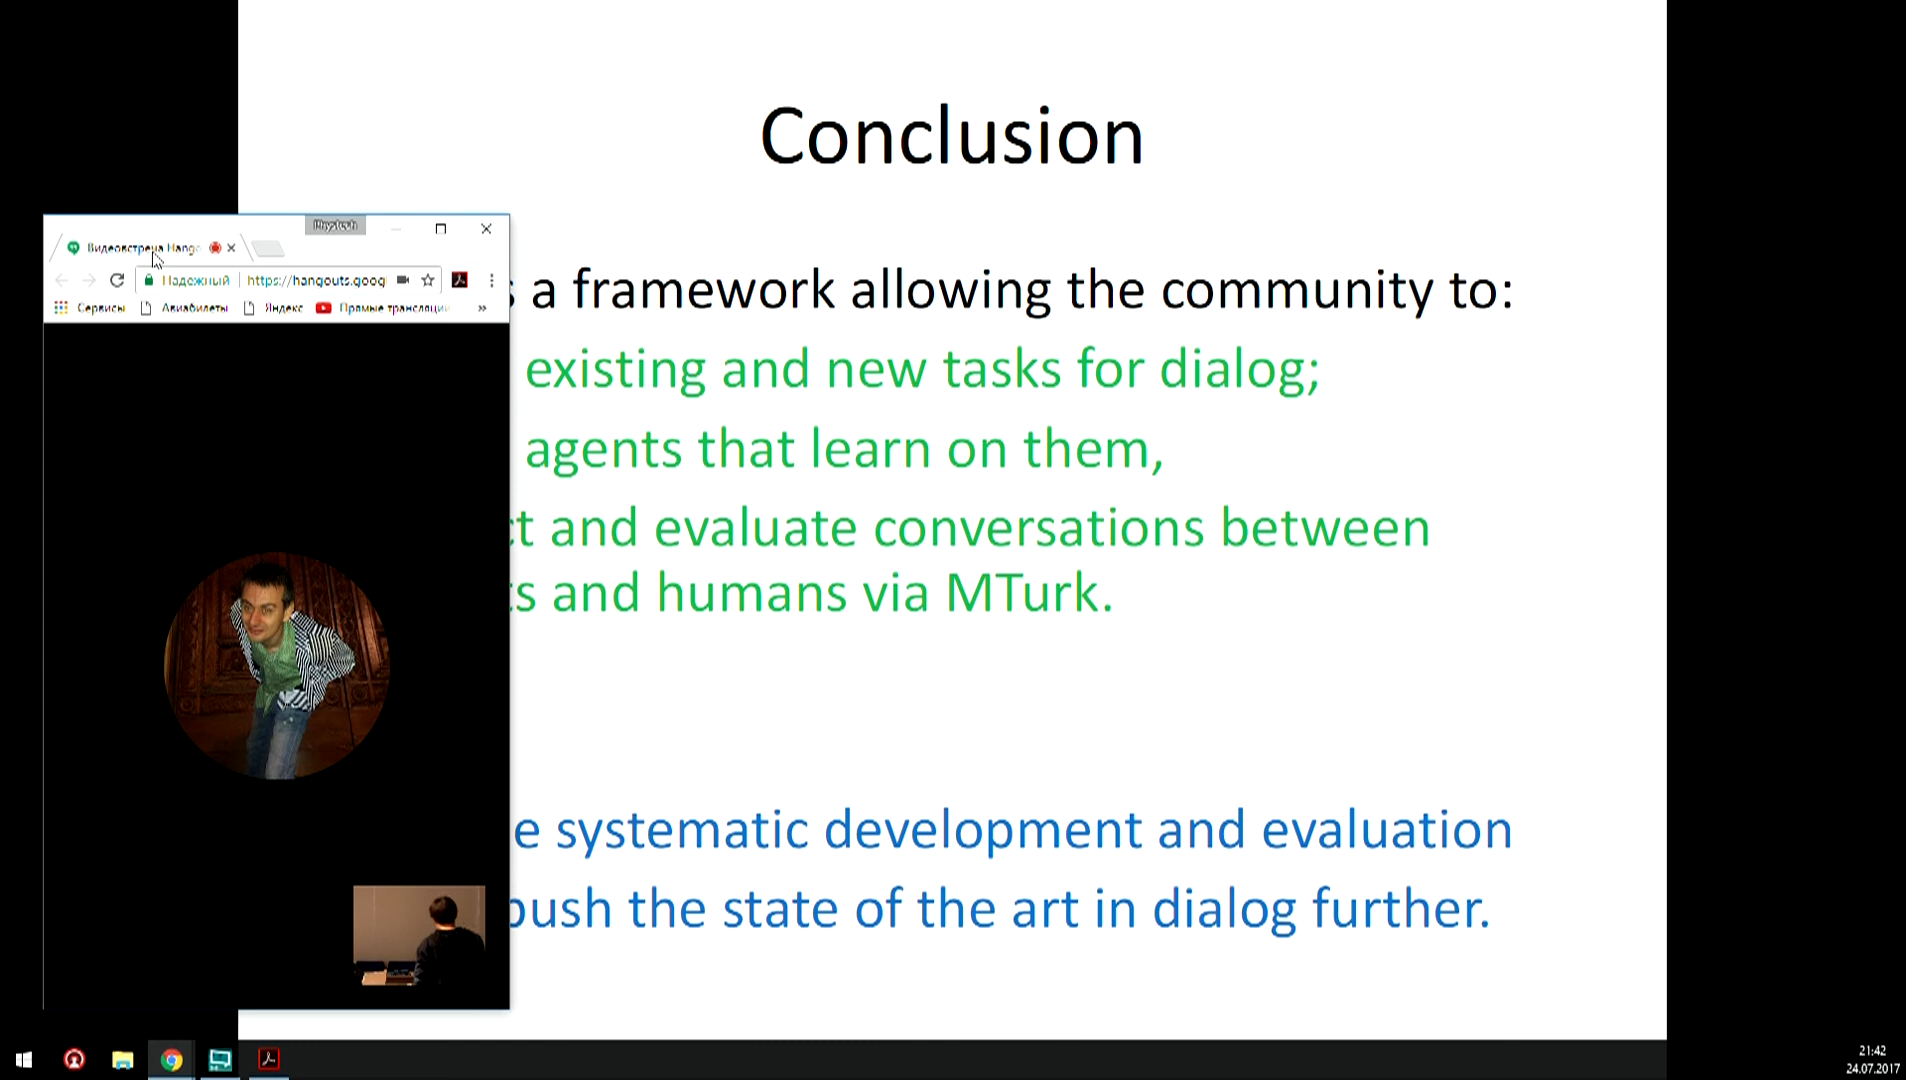 Conclusion
iPhystech
Видеовстреча Hango
Надежный https://hangouts.goog
Сервисы Авиабилеты Яндекс Прямые трансляции »
a framework allowing the community to:
existing and new tasks for dialog;
agents that learn on them,
and evaluate conversations between
and humans via MTurk.
systematic development and evaluation
push the state of the art in dialog further.
21:42
24.07.2017